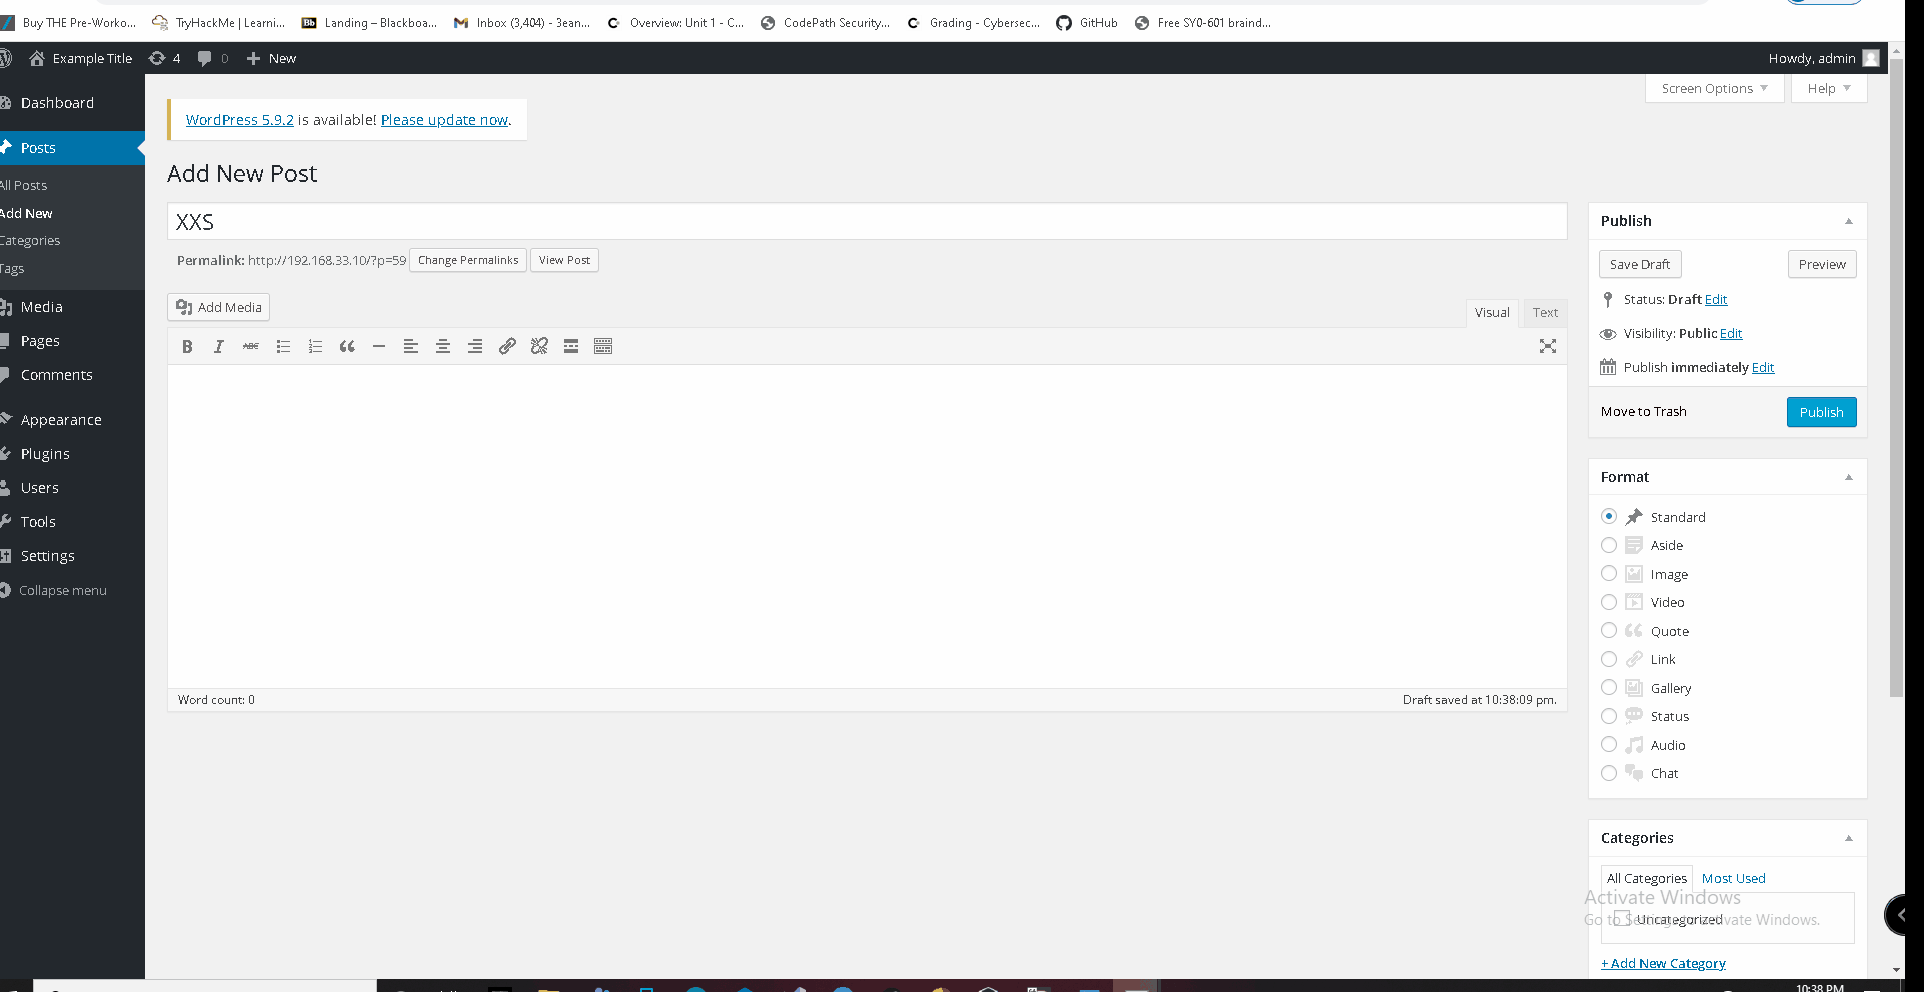 Buy THE Pre-Worko...
TryHackMe | Learni...
Bb Landing – Blackboa...
Inbox (3,404) - 3ean...
Overview: Unit 1 - C...
CodePath Security...
Grading - Cybersec...
GitHub
Free SY0-601 braind...
Example Title
4
0
New
Howdy, admin
Dashboard
Posts
All Posts
Add New
Categories
Tags
Media
Pages
Comments
Appearance
Plugins
Users
Tools
Settings
Collapse menu
Screen Options
Help
WordPress 5.9.2 is available! Please update now.
Add New Post
XXS
Permalink: http://192.168.33.10/?p=59 Change Permalinks View Post
Add Media
Visual Text
B I ABC
Word count: 0
Draft saved at 10:38:09 pm.
Publish
Save Draft
Preview
Status: Draft Edit
Visibility: Public Edit
Publish immediately Edit
Move to Trash
Publish
Format
Standard
Aside
Image
Video
Quote
Link
Gallery
Status
Audio
Chat
Categories
All Categories Most Used
Uncategorized
+ Add New Category
Activate Windows
Go to Settings to activate Windows.
10:38 PM